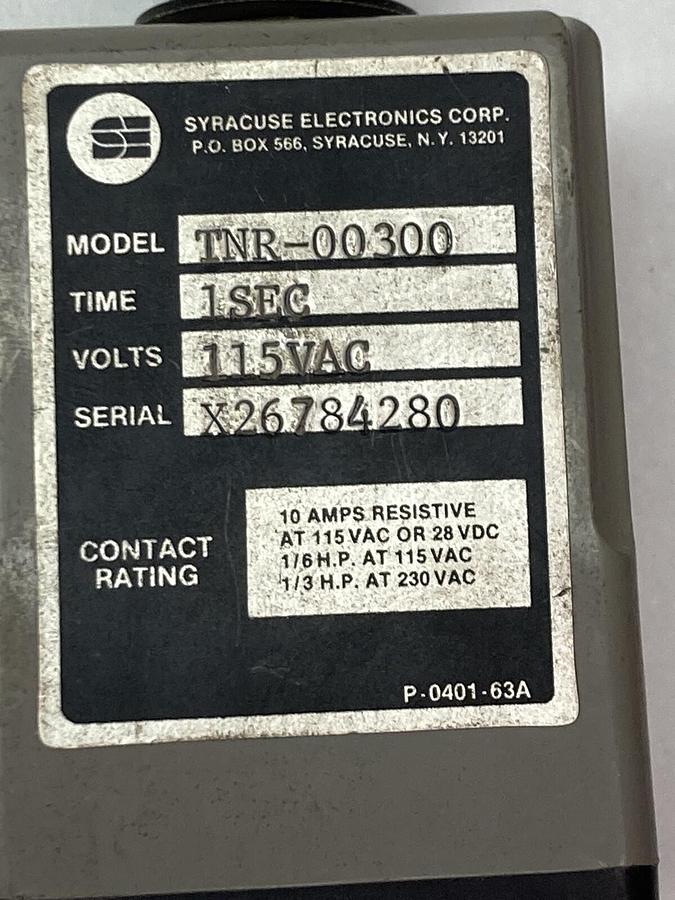 SE
SYRACUSE ELECTRONICS CORP.
P.O. BOX 566, SYRACUSE, N.Y. 13201
MODEL TNR-00300
TIME 1SEC
VOLTS 115VAC
SERIAL X26784280
CONTACT RATING
10 AMPS RESISTIVE
AT 115 VAC OR 28 VDC
1/6 H.P. AT 115 VAC
1/3 H.P. AT 230 VAC
P-0401-63A